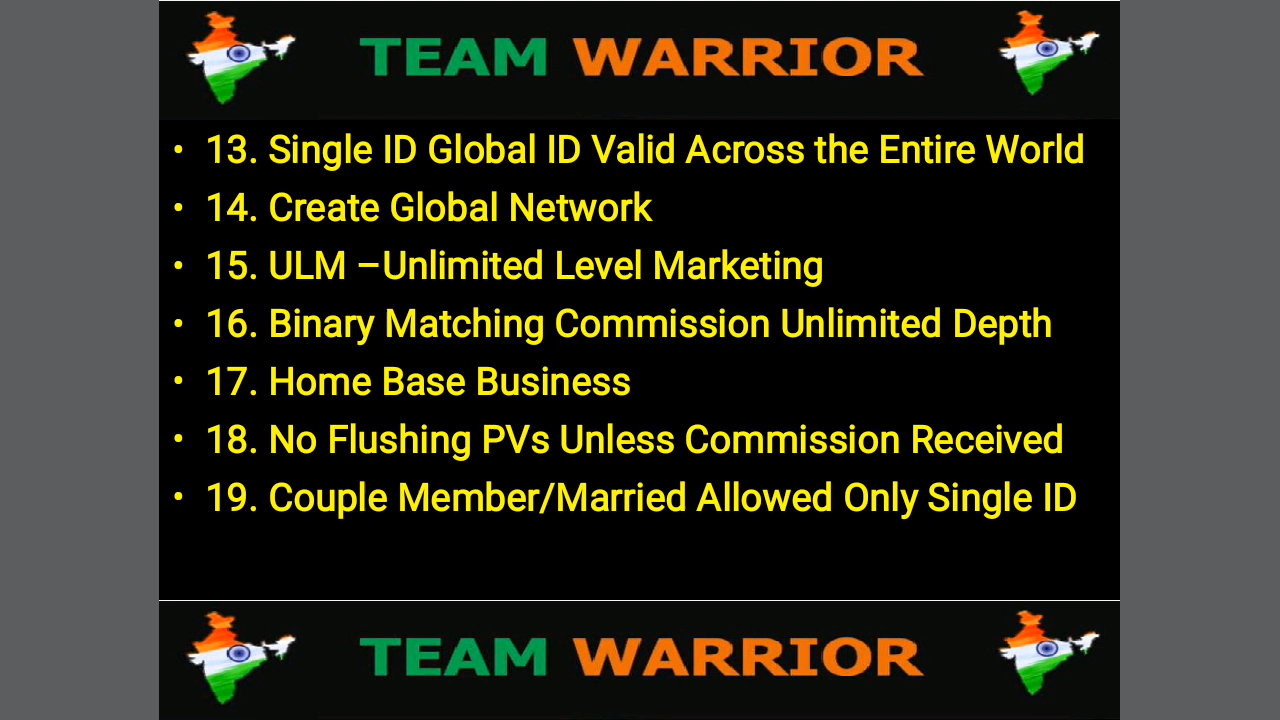 TEAM WARRIOR
• 13. Single ID Global ID Valid Across the Entire World
• 14. Create Global Network
• 15. ULM –Unlimited Level Marketing
• 16. Binary Matching Commission Unlimited Depth
• 17. Home Base Business
• 18. No Flushing PVs Unless Commission Received
• 19. Couple Member/Married Allowed Only Single ID
TEAM WARRIOR